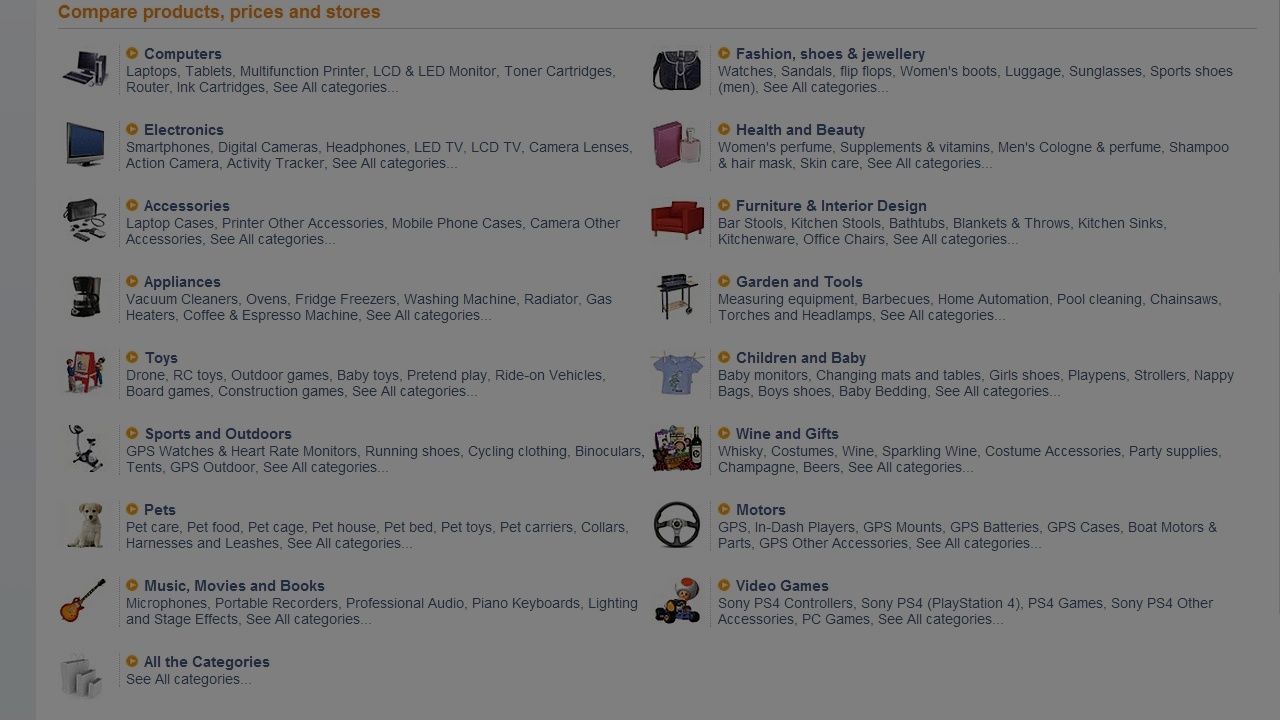 Compare products, prices and stores
Computers
Laptops, Tablets, Multifunction Printer, LCD & LED Monitor, Toner Cartridges,
Router, Ink Cartridges, See All categories...
Fashion, shoes & jewellery
Watches, Sandals, flip flops, Women's boots, Luggage, Sunglasses, Sports shoes
(men), See All categories...
Electronics
Smartphones, Digital Cameras, Headphones, LED TV, LCD TV, Camera Lenses,
Action Camera, Activity Tracker, See All categories...
Health and Beauty
Women's perfume, Supplements & vitamins, Men's Cologne & perfume, Shampoo
& hair mask, Skin care, See All categories...
Accessories
Laptop Cases, Printer Other Accessories, Mobile Phone Cases, Camera Other
Accessories, See All categories...
Furniture & Interior Design
Bar Stools, Kitchen Stools, Bathtubs, Blankets & Throws, Kitchen Sinks,
Kitchenware, Office Chairs, See All categories...
Appliances
Vacuum Cleaners, Ovens, Fridge Freezers, Washing Machine, Radiator, Gas
Heaters, Coffee & Espresso Machine, See All categories...
Garden and Tools
Measuring equipment, Barbecues, Home Automation, Pool cleaning, Chainsaws,
Torches and Headlamps, See All categories...
Toys
Drone, RC toys, Outdoor games, Baby toys, Pretend play, Ride-on Vehicles,
Board games, Construction games, See All categories...
Children and Baby
Baby monitors, Changing mats and tables, Girls shoes, Playpens, Strollers, Nappy
Bags, Boys shoes, Baby Bedding, See All categories...
Sports and Outdoors
GPS Watches & Heart Rate Monitors, Running shoes, Cycling clothing, Binoculars,
Tents, GPS Outdoor, See All categories...
Wine and Gifts
Whisky, Costumes, Wine, Sparkling Wine, Costume Accessories, Party supplies,
Champagne, Beers, See All categories...
Pets
Pet care, Pet food, Pet cage, Pet house, Pet bed, Pet toys, Pet carriers, Collars,
Harnesses and Leashes, See All categories...
Motors
GPS, In-Dash Players, GPS Mounts, GPS Batteries, GPS Cases, Boat Motors &
Parts, GPS Other Accessories, See All categories...
Music, Movies and Books
Microphones, Portable Recorders, Professional Audio, Piano Keyboards, Lighting
and Stage Effects, See All categories...
Video Games
Sony PS4 Controllers, Sony PS4 (PlayStation 4), PS4 Games, Sony PS4 Other
Accessories, PC Games, See All categories...
All the Categories
See All categories...